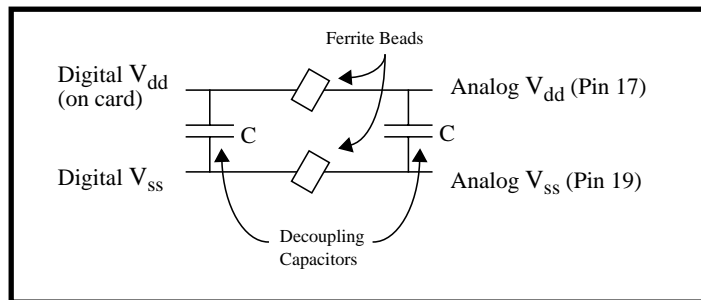 Ferrite Beads
Digital Vdd
(on card)
Analog Vdd (Pin 17)
C
C
Digital Vss
Analog Vss (Pin 19)
Decoupling
Capacitors